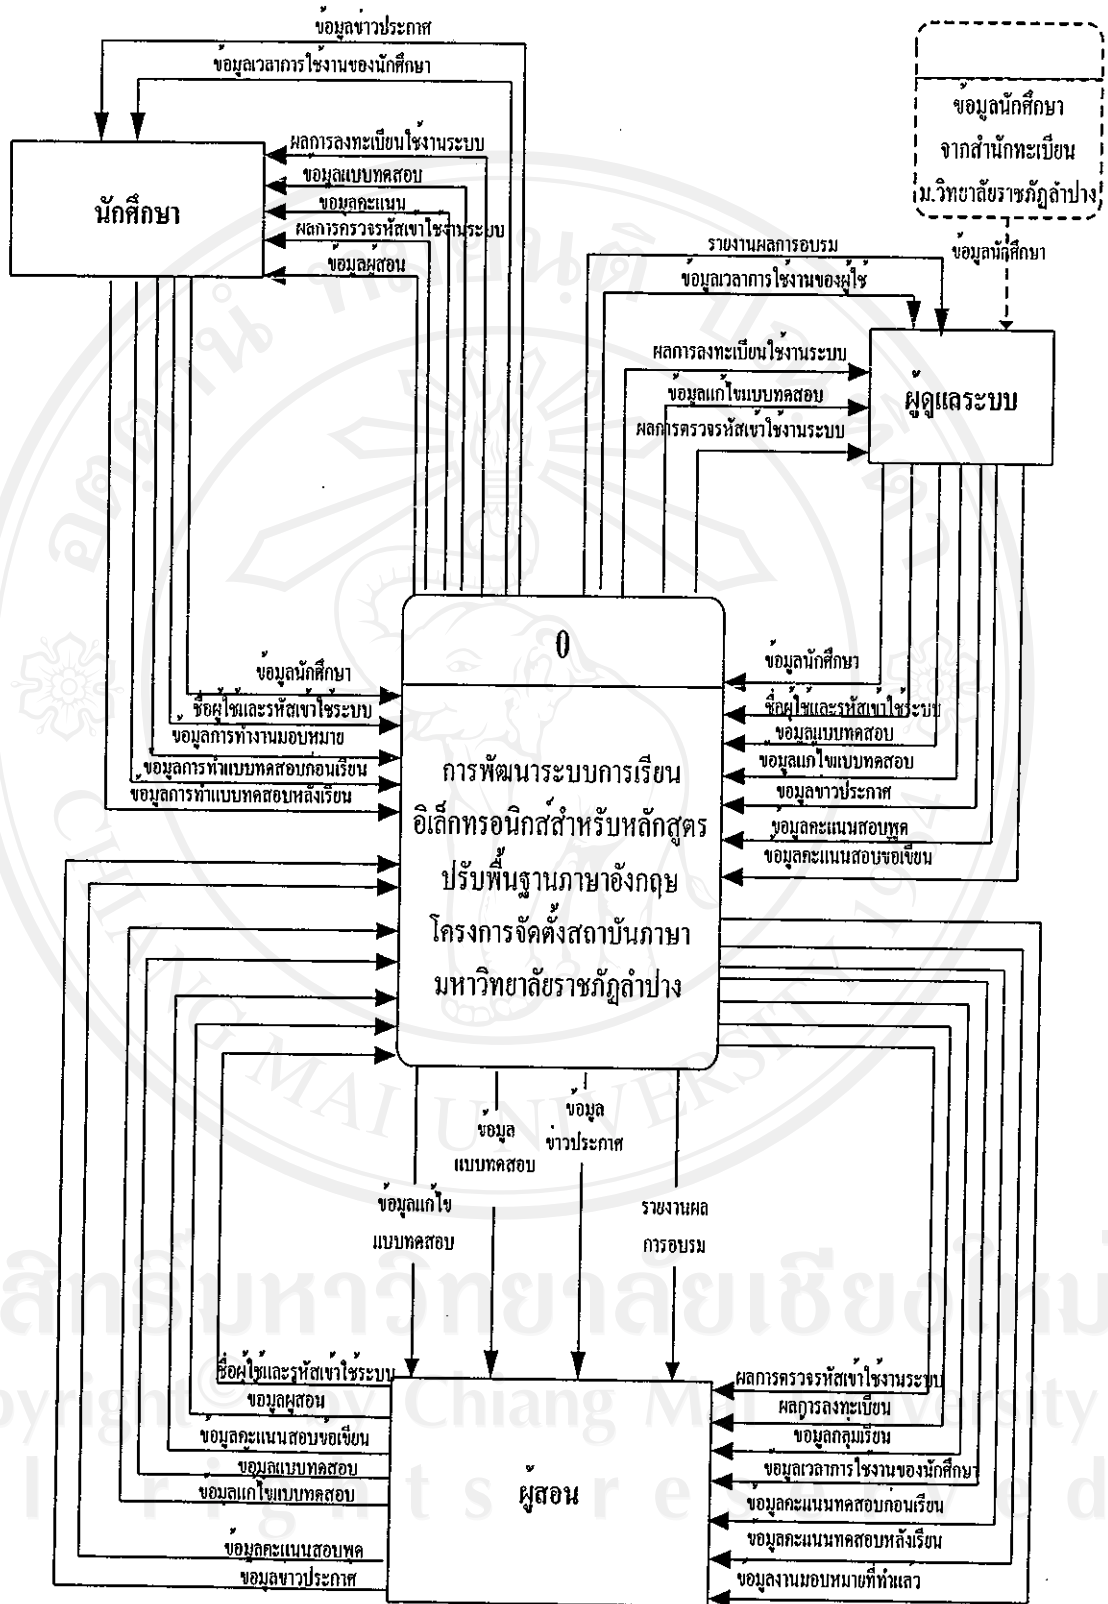 ข้อมูลข่าวประกาศ
ข้อมูลเวลาการใช้งานของนักศึกษา
ผลการลงทะเบียนใช้งานระบบ
ข้อมูลแบบทดสอบ
ข้อมูลคะแนน
ผลการตรวจรหัสเข้าใช้งานระบบ
ข้อมูลผู้สอน
นักศึกษา
ข้อมูลนักศึกษา
จากสำนักทะเบียน
ม.วิทยาลัยราชภัฏลำปาง
ข้อมูลนักศึกษา
รายงานผลการอบรม
ข้อมูลเวลาการใช้งานของผู้ใช้
ผลการลงทะเบียนใช้งานระบบ
ข้อมูลแก้ไขแบบทดสอบ
ผลการตรวจรหัสเข้าใช้งานระบบ
ผู้ดูแลระบบ
0
การพัฒนาระบบการเรียน
อิเล็กทรอนิกส์สำหรับหลักสูตร
ปรับพื้นฐานภาษาอังกฤษ
โครงการจัดตั้งสถาบันภาษา
มหาวิทยาลัยราชภัฏลำปาง
ข้อมูลนักศึกษา
ชื่อผู้ใช้และรหัสเข้าใช้ระบบ
ข้อมูลการทำงานมอบหมาย
ข้อมูลการทำแบบทดสอบก่อนเรียน
ข้อมูลการทำแบบทดสอบหลังเรียน
ข้อมูลนักศึกษา
ชื่อผู้ใช้และรหัสเข้าใช้ระบบ
ข้อมูลแบบทดสอบ
ข้อมูลแก้ไขแบบทดสอบ
ข้อมูลข่าวประกาศ
ข้อมูลคะแนนสอบพูด
ข้อมูลคะแนนสอบข้อเขียน
ข้อมูล
แบบทดสอบ
ข้อมูล
ข่าวประกาศ
ข้อมูลแก้ไข
แบบทดสอบ
รายงานผล
การอบรม
ชื่อผู้ใช้และรหัสเข้าใช้ระบบ
ข้อมูลผู้สอน
ข้อมูลคะแนนสอบข้อเขียน
ข้อมูลแบบทดสอบ
ข้อมูลแก้ไขแบบทดสอบ
ข้อมูลคะแนนสอบพูด
ข้อมูลข่าวประกาศ
ผู้สอน
ผลการตรวจรหัสเข้าใช้งานระบบ
ผลการลงทะเบียน
ข้อมูลกลุ่มเรียน
ข้อมูลเวลาการใช้งานของนักศึกษา
ข้อมูลคะแนนทดสอบก่อนเรียน
ข้อมูลคะแนนทดสอบหลังเรียน
ข้อมูลงานมอบหมายที่ทำแล้ว
CHIANG MAI UNIVERSITY 1964
สิทธิ์มหาวิทยาลัยเชียงใหม่
opyright © by Chiang Mai University
l rights reserved